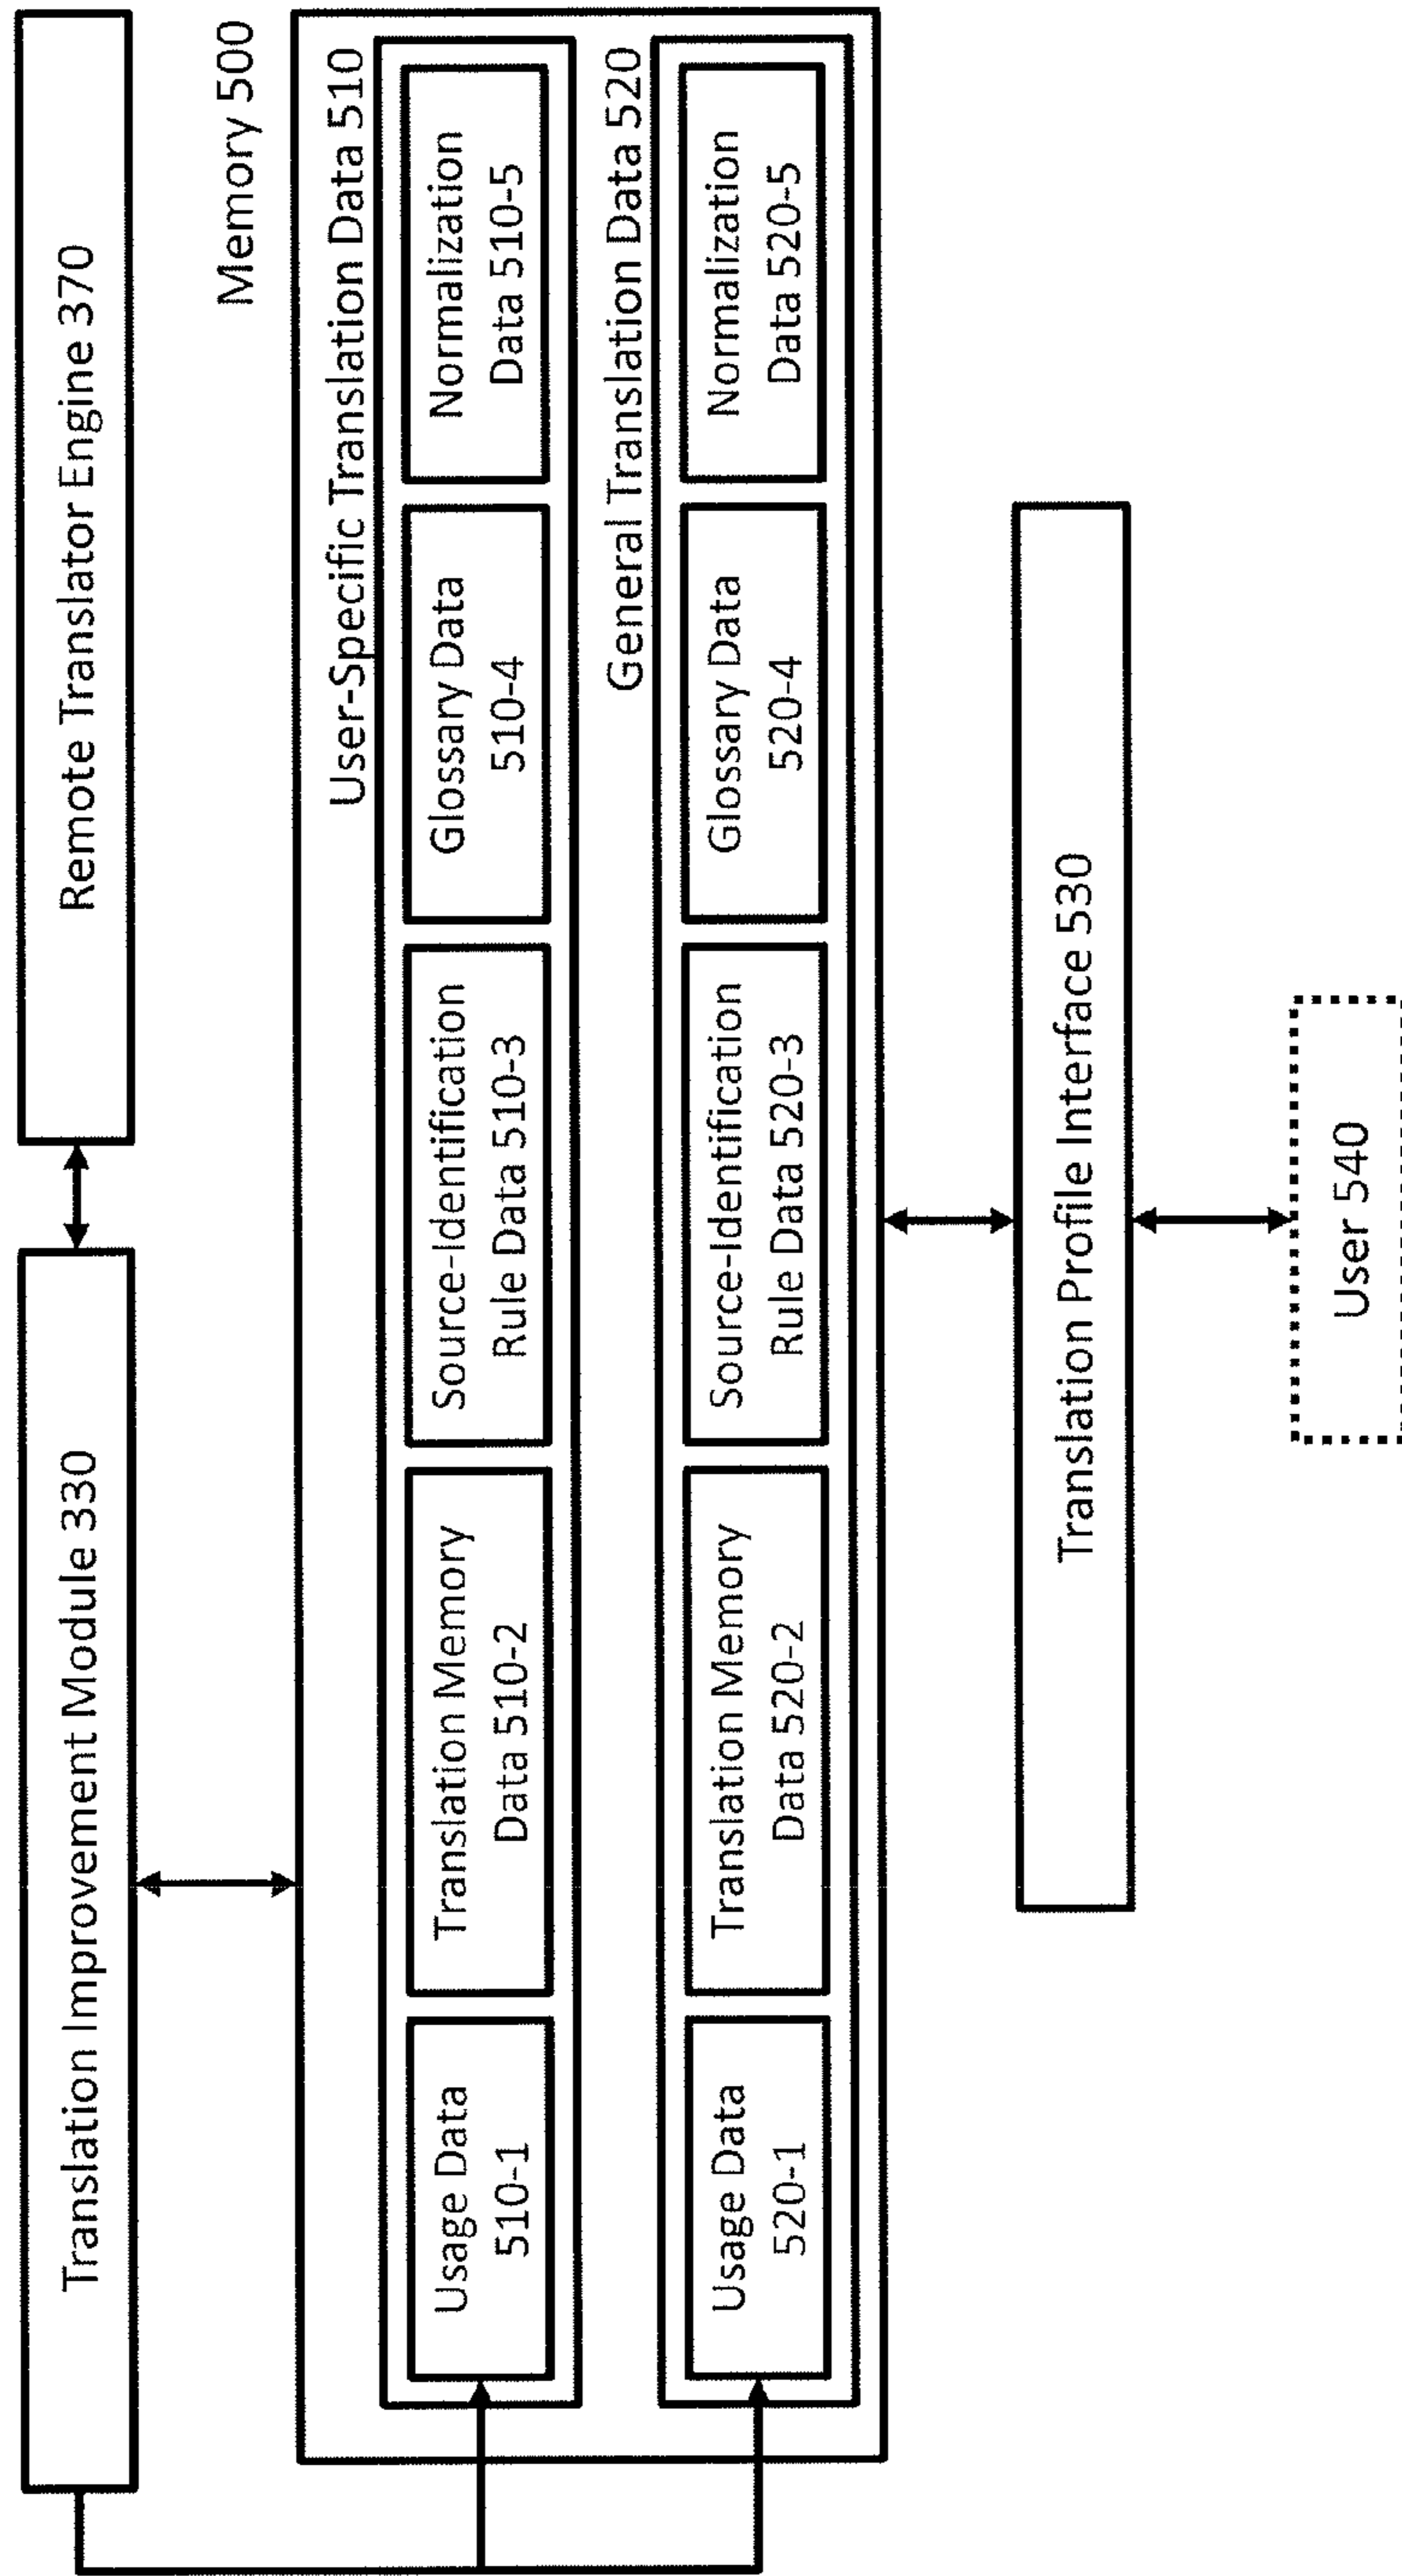 Translation Improvement Module 330
Remote Translator Engine 370
Memory 500
User-Specific Translation Data 510
Usage Data
510-1
Translation Memory
Data 510-2
Source-Identification
Rule Data 510-3
Glossary Data
510-4
Normalization
Data 510-5
General Translation Data 520
Usage Data
520-1
Translation Memory
Data 520-2
Source-Identification
Rule Data 520-3
Glossary Data
520-4
Normalization
Data 520-5
Translation Profile Interface 530
User 540